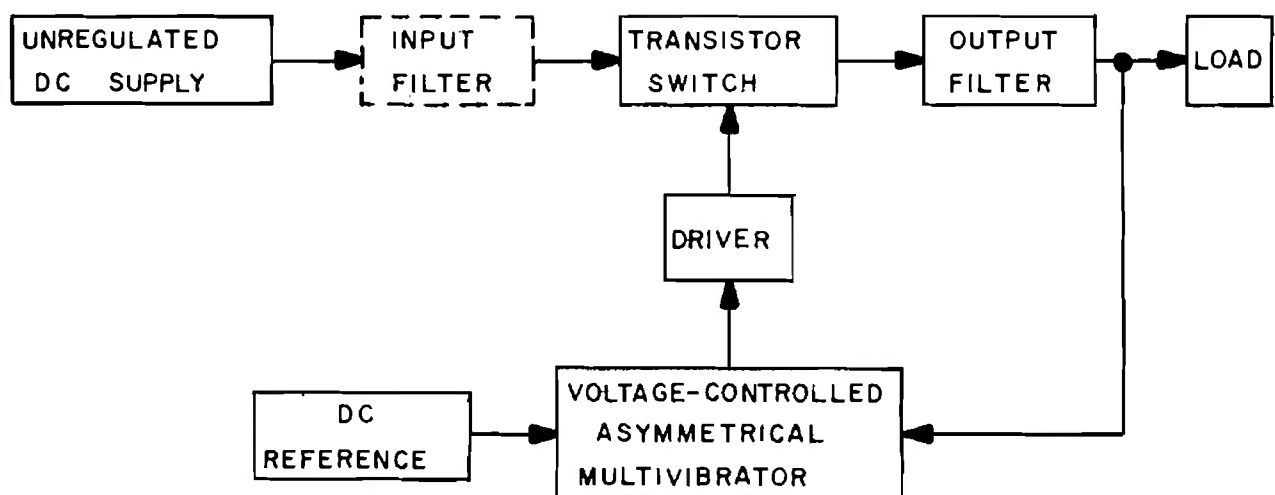 UNREGULATED
DC SUPPLY
INPUT
FILTER
TRANSISTOR
SWITCH
OUTPUT
FILTER
LOAD
DRIVER
DC
REFERENCE
VOLTAGE-CONTROLLED
ASYMMETRICAL
MULTIVIBRATOR